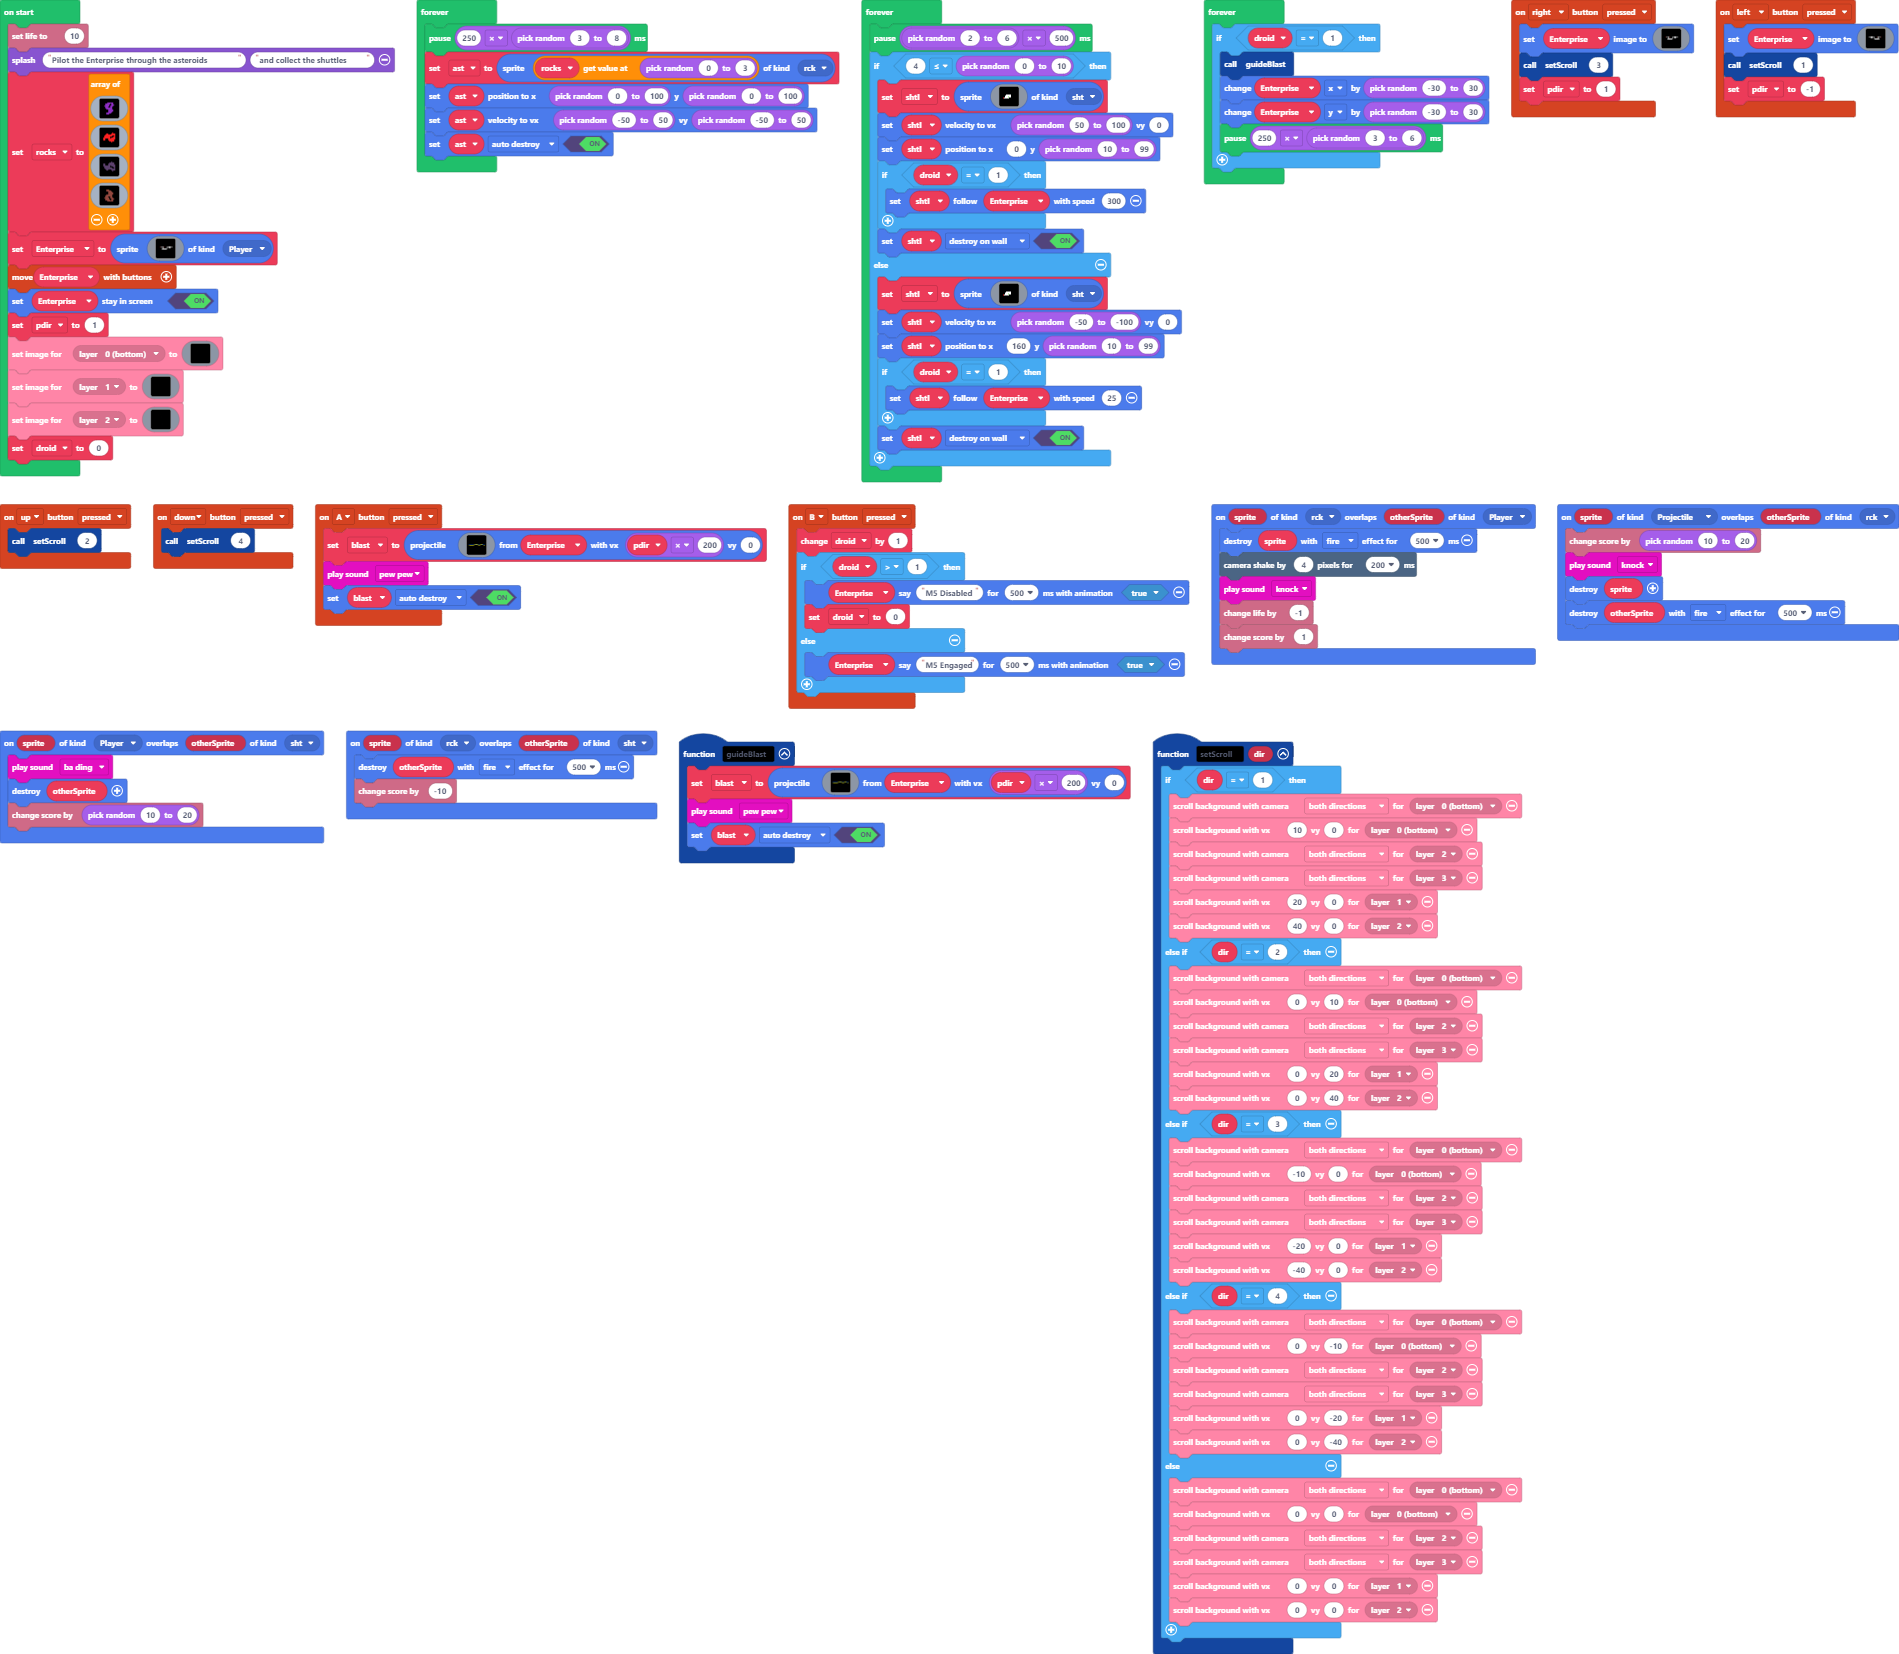 on start
set life to 10
splash "Pilot the Enterprise through the asteroids" "and collect the shuttles"
set rocks to array of
set Enterprise to sprite of kind Player
move Enterprise with buttons
set Enterprise stay in screen ON
set pdir to 1
set image for layer 0 (bottom) to
set image for layer 1 to
set image for layer 2 to
set droid to 0
forever
pause 250 × pick random 3 to 8 ms
set ast to sprite rocks get value at pick random 0 to 3 of kind rck
set ast position to x pick random 0 to 100 y pick random 0 to 100
set ast velocity to vx pick random -50 to 50 vy pick random -50 to 50
set ast auto destroy ON
forever
pause pick random 2 to 6 × 500 ms
if 4 ≤ pick random 0 to 10 then
set shtl to sprite of kind sht
set shtl velocity to vx pick random 50 to 100 vy 0
set shtl position to x 0 y pick random 10 to 99
if droid = 1 then
set shtl follow Enterprise with speed 300
set shtl destroy on wall ON
else
set shtl to sprite of kind sht
set shtl velocity to vx pick random -50 to -100 vy 0
set shtl position to x 160 y pick random 10 to 99
if droid = 1 then
set shtl follow Enterprise with speed 25
set shtl destroy on wall ON
forever
if droid = 1 then
call guideBlast
change Enterprise x by pick random -30 to 30
change Enterprise y by pick random -30 to 30
pause 250 × pick random 3 to 6 ms
on right button pressed
set Enterprise image to
call setScroll 3
set pdir to 1
on left button pressed
set Enterprise image to
call setScroll 1
set pdir to -1
on up button pressed
call setScroll 2
on down button pressed
call setScroll 4
on A button pressed
set blast to projectile from Enterprise with vx pdir × 200 vy 0
play sound pew pew
set blast auto destroy ON
on B button pressed
change droid by 1
if droid > 1 then
Enterprise say "M5 Disabled" for 500 ms with animation true
set droid to 0
else
Enterprise say "M5 Engaged" for 500 ms with animation true
on sprite of kind rck overlaps otherSprite of kind Player
destroy sprite with fire effect for 500 ms
camera shake by 4 pixels for 200 ms
play sound knock
change life by -1
change score by 1
on sprite of kind Projectile overlaps otherSprite of kind rck
change score by pick random 10 to 20
play sound knock
destroy sprite
destroy otherSprite with fire effect for 500 ms
on sprite of kind Player overlaps otherSprite of kind sht
play sound ba ding
destroy otherSprite
change score by pick random 10 to 20
on sprite of kind rck overlaps otherSprite of kind sht
destroy otherSprite with fire effect for 500 ms
change score by -10
function guideBlast
set blast to projectile from Enterprise with vx pdir × 200 vy 0
play sound pew pew
set blast auto destroy ON
function setScroll dir
if dir = 1 then
scroll background with camera both directions for layer 0 (bottom)
scroll background with vx 10 vy 0 for layer 0 (bottom)
scroll background with camera both directions for layer 2
scroll background with camera both directions for layer 3
scroll background with vx 20 vy 0 for layer 1
scroll background with vx 40 vy 0 for layer 2
else if dir = 2 then
scroll background with camera both directions for layer 0 (bottom)
scroll background with vx 0 vy 10 for layer 0 (bottom)
scroll background with camera both directions for layer 2
scroll background with camera both directions for layer 3
scroll background with vx 0 vy 20 for layer 1
scroll background with vx 0 vy 40 for layer 2
else if dir = 3 then
scroll background with camera both directions for layer 0 (bottom)
scroll background with vx -10 vy 0 for layer 0 (bottom)
scroll background with camera both directions for layer 2
scroll background with camera both directions for layer 3
scroll background with vx -20 vy 0 for layer 1
scroll background with vx -40 vy 0 for layer 2
else if dir = 4 then
scroll background with camera both directions for layer 0 (bottom)
scroll background with vx 0 vy -10 for layer 0 (bottom)
scroll background with camera both directions for layer 2
scroll background with camera both directions for layer 3
scroll background with vx 0 vy -20 for layer 1
scroll background with vx 0 vy -40 for layer 2
else
scroll background with camera both directions for layer 0 (bottom)
scroll background with vx 0 vy 0 for layer 0 (bottom)
scroll background with camera both directions for layer 2
scroll background with camera both directions for layer 3
scroll background with vx 0 vy 0 for layer 1
scroll background with vx 0 vy 0 for layer 2